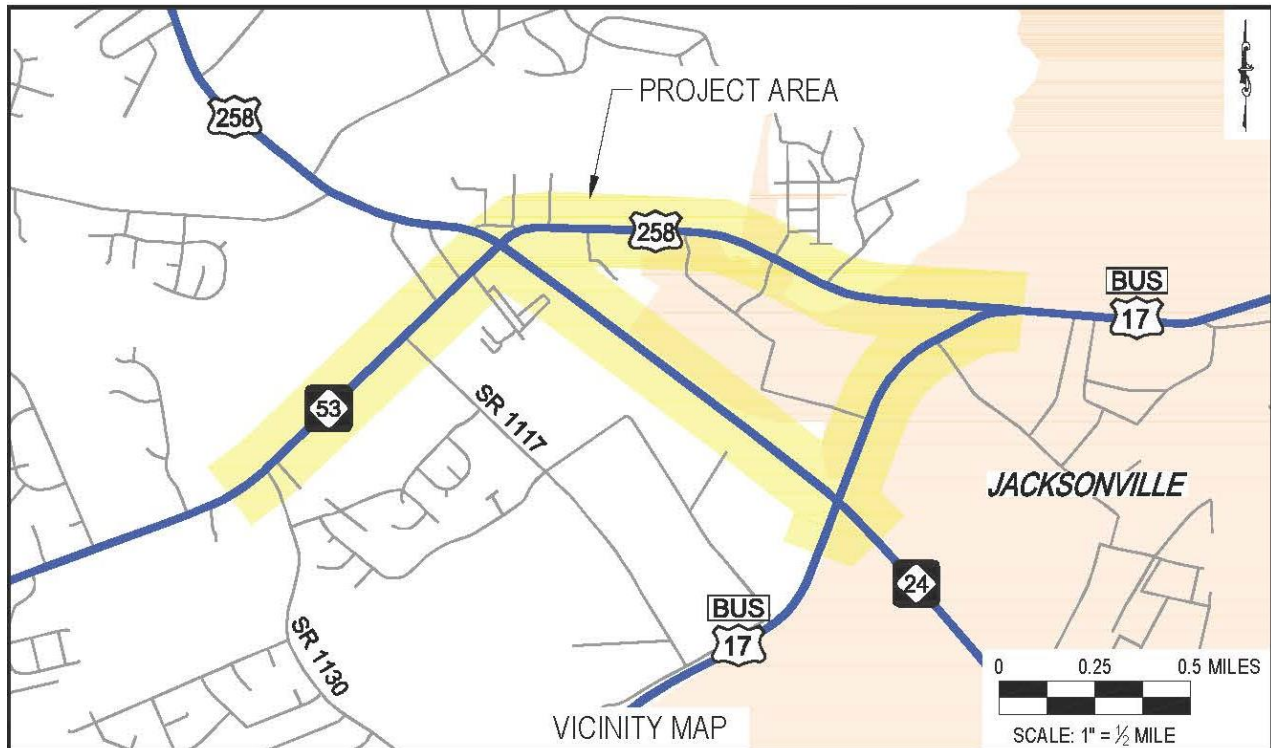 258
PROJECT AREA
258
BUS
17
53
SR 1117
JACKSONVILLE
24
BUS
17
SR 1130
0 0.25 0.5 MILES
VICINITY MAP
SCALE: 1" = ½ MILE